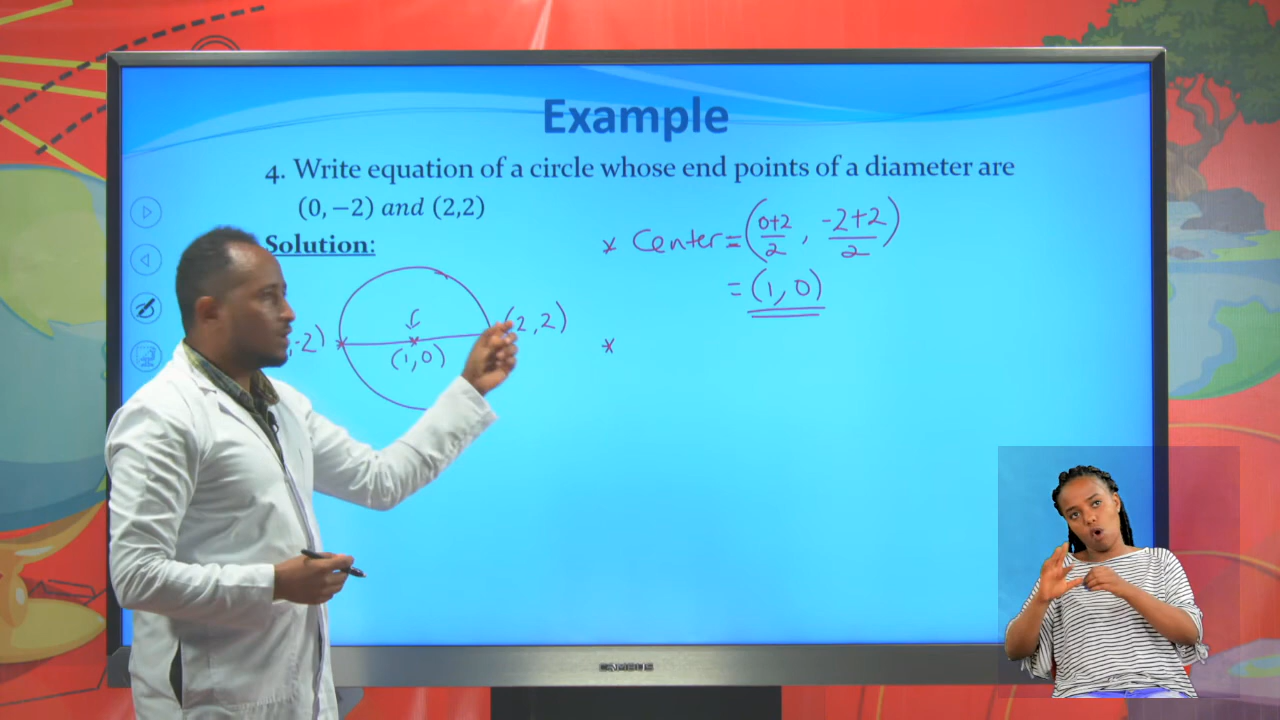 Example
4. Write equation of a circle whose end points of a diameter are
(0, −2) and (2,2)
Solution:
* Center = (0+2/2, -2+2/2)
= (1, 0)
, -2)
(1, 0)
(2, 2)
*